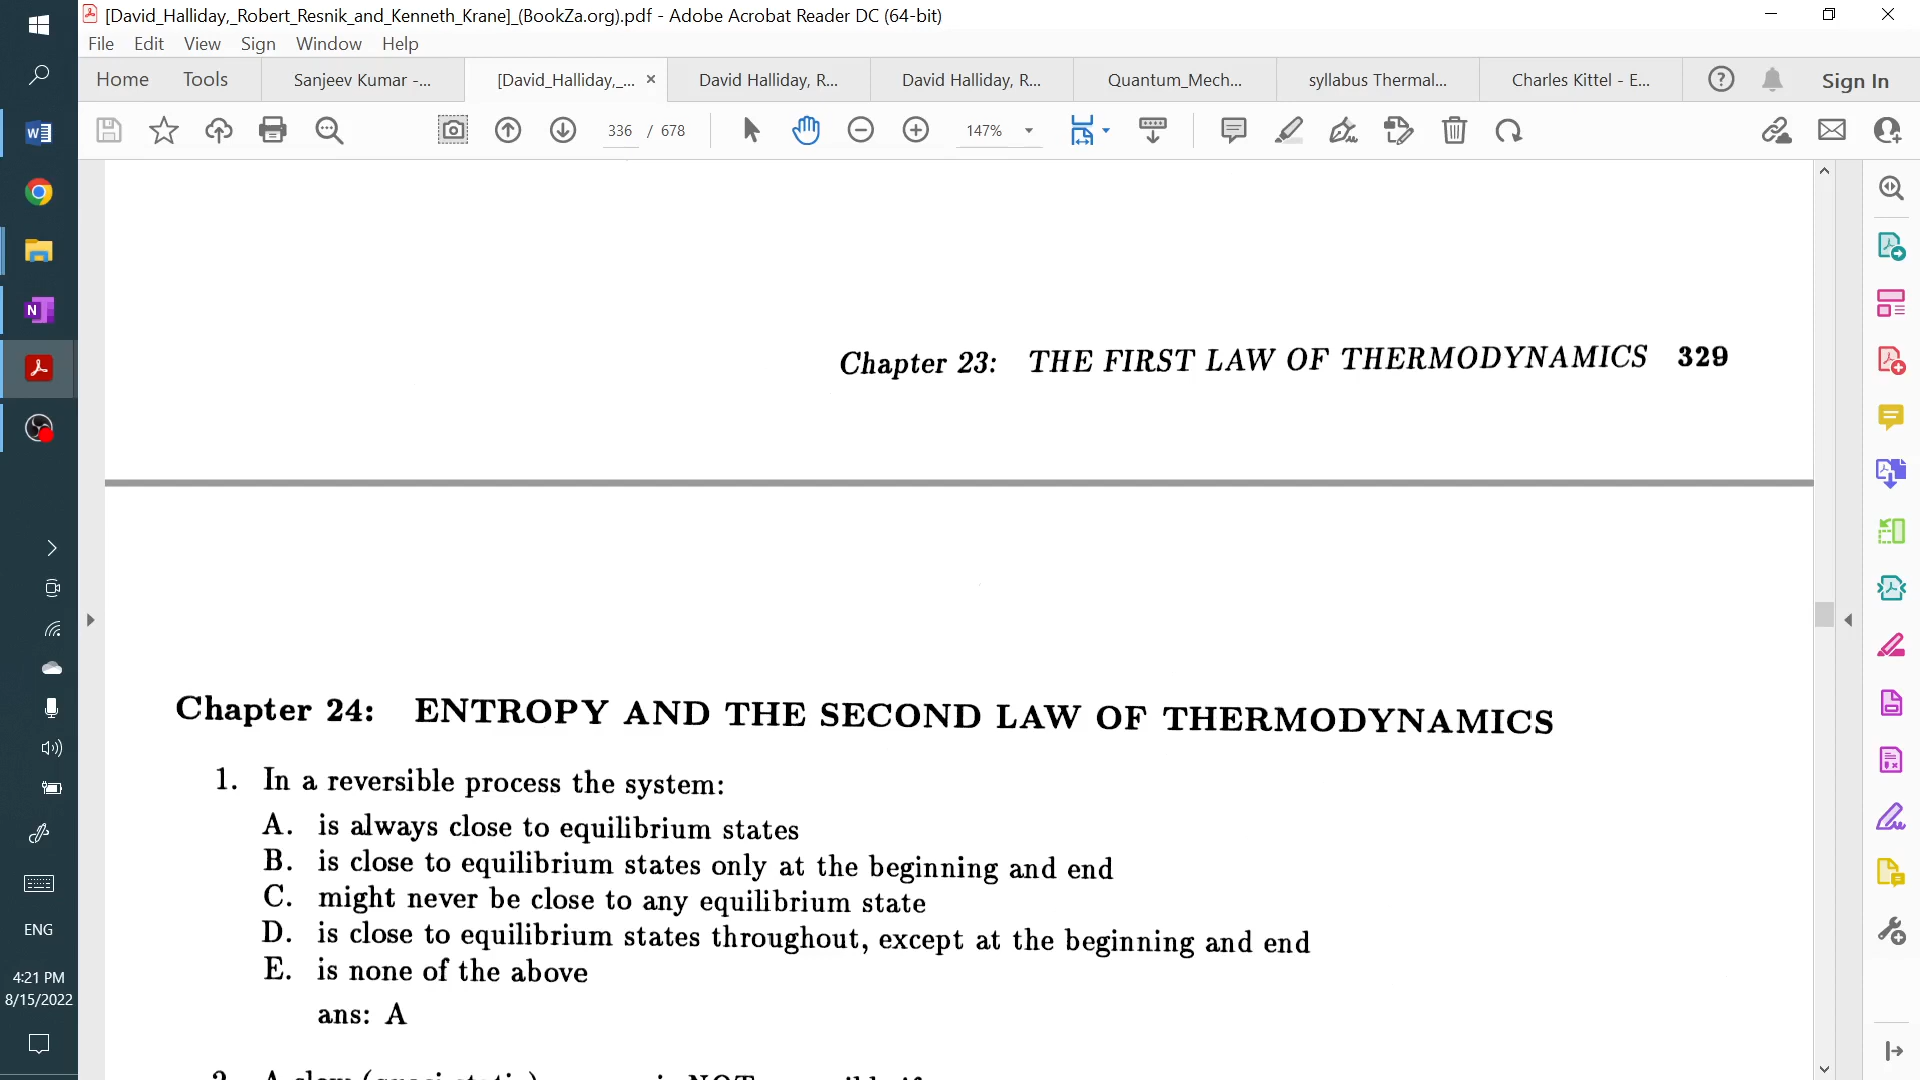 [David_Halliday,_Robert_Resnik_and_Kenneth_Krane]_(BookZa.org).pdf - Adobe Acrobat Reader DC (64-bit)
File Edit View Sign Window Help
Home Tools Sanjeev Kumar -... [David_Halliday,_... David Halliday, R... David Halliday, R... Quantum_Mech... syllabus Thermal... Charles Kittel - E... Sign In
336 / 678 147%
Chapter 23: THE FIRST LAW OF THERMODYNAMICS 329
Chapter 24: ENTROPY AND THE SECOND LAW OF THERMODYNAMICS
1. In a reversible process the system:
A. is always close to equilibrium states
B. is close to equilibrium states only at the beginning and end
C. might never be close to any equilibrium state
D. is close to equilibrium states throughout, except at the beginning and end
E. is none of the above
ans: A
ENG
4:21 PM
8/15/2022